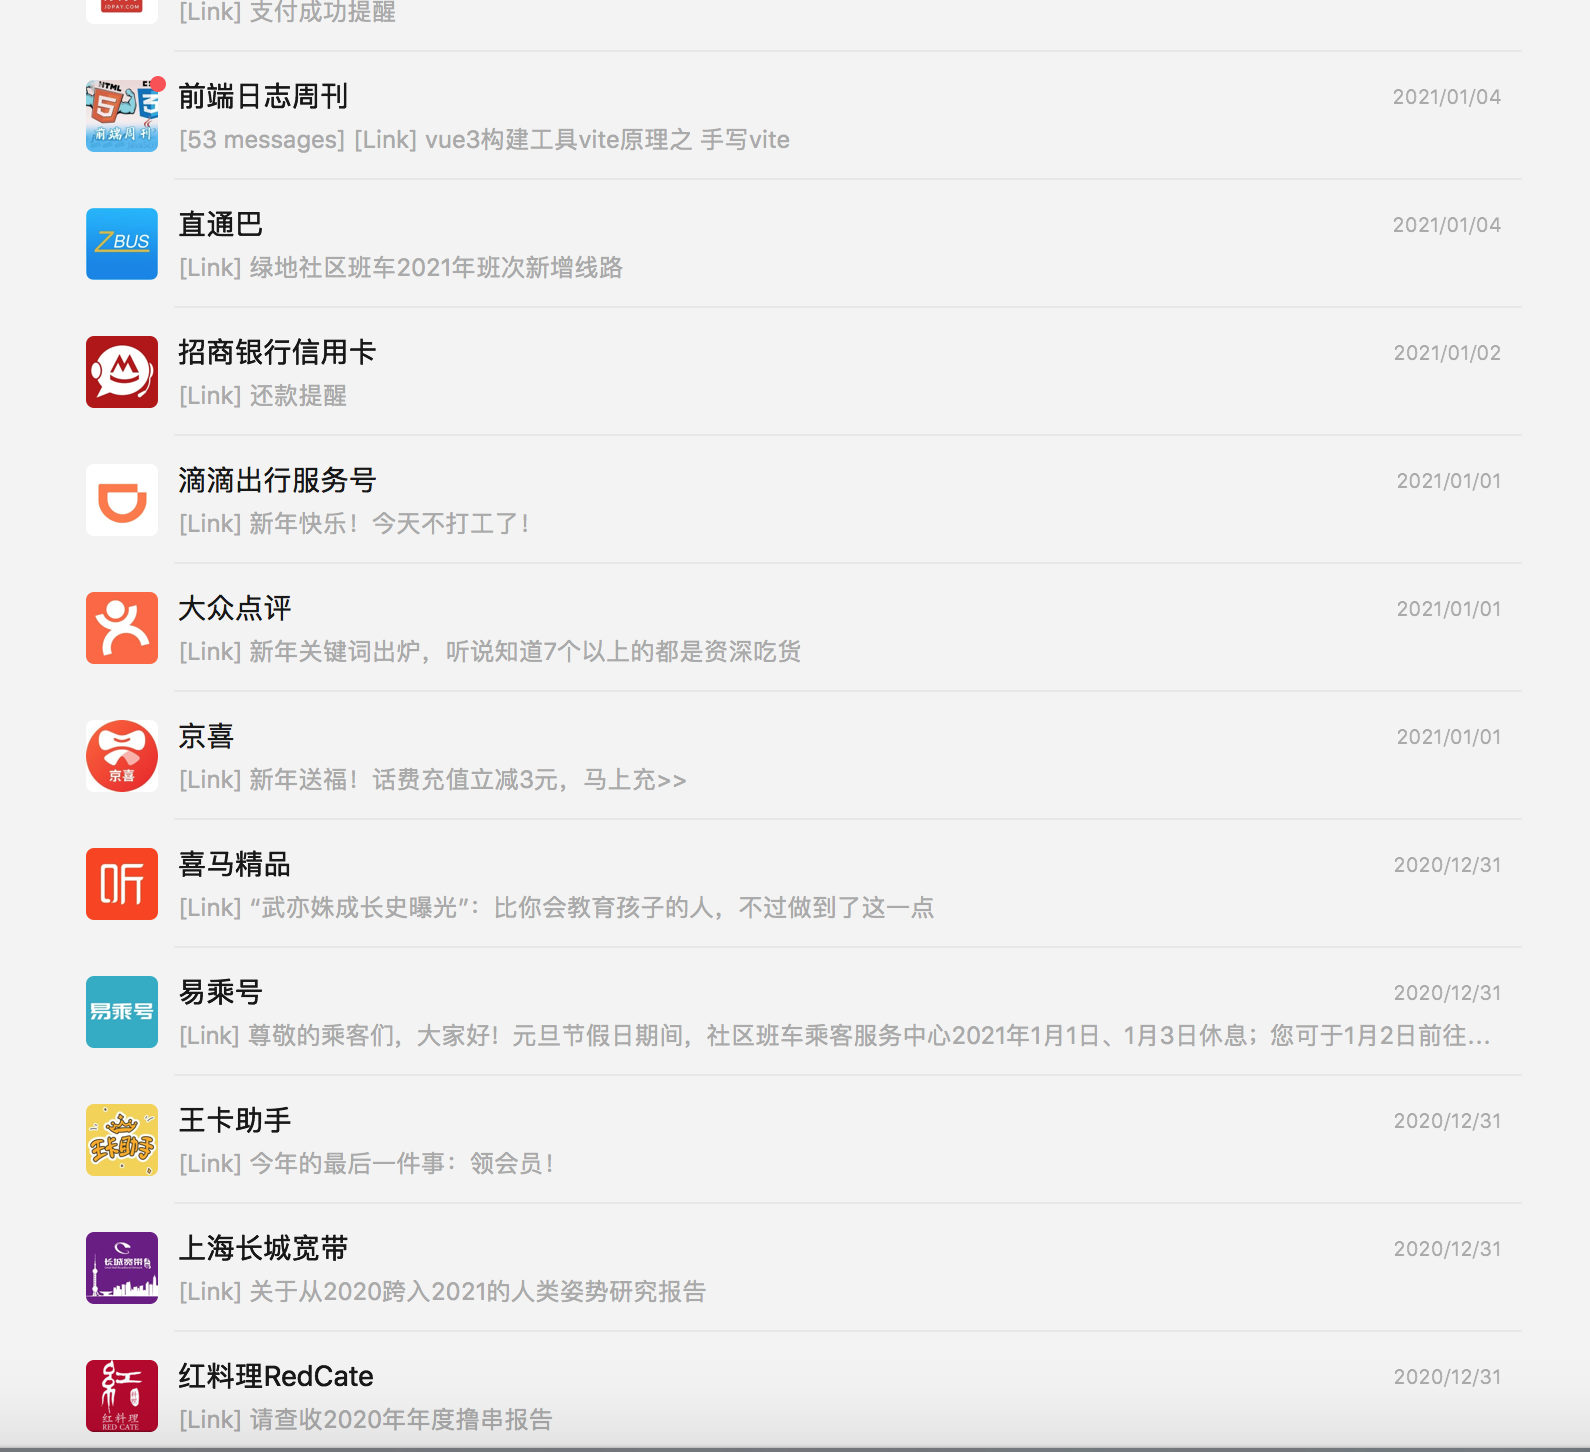 JDPAY.COM
[Link] 支付成功提醒
HTML
5
3
前端周刊
前端日志周刊
2021/01/04
[53 messages] [Link] vue3构建工具vite原理之 手写vite
ZBUS
直通巴
2021/01/04
[Link] 绿地社区班车2021年班次新增线路
招商银行信用卡
2021/01/02
[Link] 还款提醒
滴滴出行服务号
2021/01/01
[Link] 新年快乐！今天不打工了！
大众点评
2021/01/01
[Link] 新年关键词出炉，听说知道7个以上的都是资深吃货
京喜
京喜
2021/01/01
[Link] 新年送福！话费充值立减3元，马上充>>
听
喜马精品
2020/12/31
[Link] “武亦姝成长史曝光”：比你会教育孩子的人，不过做到了这一点
易乘号
易乘号
2020/12/31
[Link] 尊敬的乘客们，大家好！元旦节假日期间，社区班车乘客服务中心2021年1月1日、1月3日休息；您可于1月2日前往...
王卡助手
王卡助手
2020/12/31
[Link] 今年的最后一件事：领会员！
长城宽带
上海长城宽带
2020/12/31
[Link] 关于从2020跨入2021的人类姿势研究报告
紅
红料理
RED CATE
红料理RedCate
2020/12/31
[Link] 请查收2020年年度撸串报告